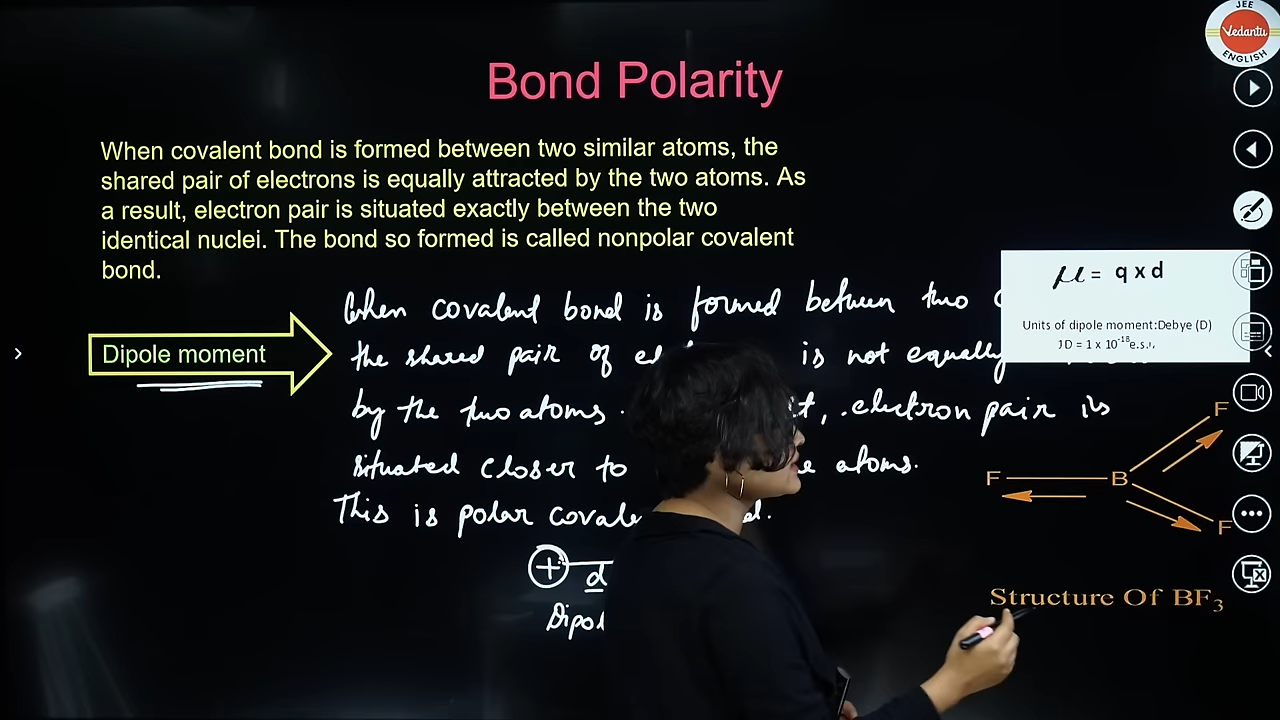 JEE
Vedantu
ENGLISH
Bond Polarity
When covalent bond is formed between two similar atoms, the
shared pair of electrons is equally attracted by the two atoms. As
a result, electron pair is situated exactly between the two
identical nuclei. The bond so formed is called nonpolar covalent
bond.
Dipole moment
When covalent bond is formed between two
the shared pair of is not equally
by the two atoms. electron pair is
situated closer to atoms.
This is polar
+ d
μ = q x d
Units of dipole moment:Debye (D)
1D = 1 x 10⁻¹⁸e.s.u.
F
F B
F
Structure Of BF₃